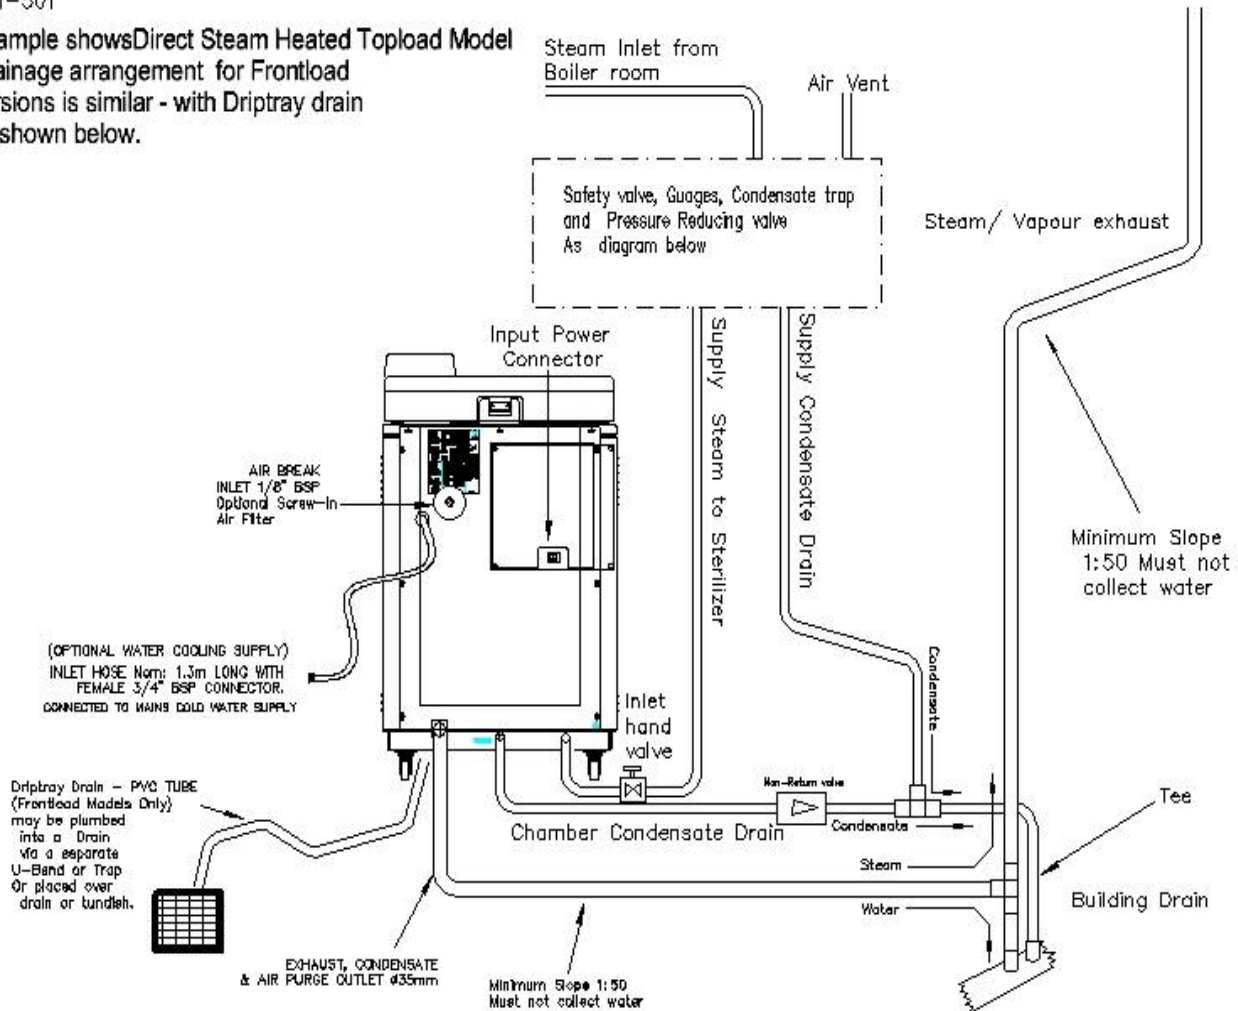 ample showsDirect Steam Heated Topload Model
ainage arrangement for Frontload
rsions is similar - with Driptray drain
shown below.
Steam Inlet from
Boiler room
Air Vent
Safety valve, Guages, Condensate trap
and Pressure Reducing valve
As diagram below
Steam/ Vapour exhaust
Input Power
Connector
Supply Steam to Sterilizer
Supply Condensate Drain
AIR BREAK
INLET 1/8" BSP
Optional Screw-In
Air Filter
Minimum Slope
1:50 Must not
collect water
(OPTIONAL WATER COOLING SUPPLY)
INLET HOSE Nom: 1.3m LONG WITH
FEMALE 3/4" BSP CONNECTOR.
CONNECTED TO MAINS COLD WATER SUPPLY
Condensate
Inlet
hand
valve
Driptray Drain - PVC TUBE
(Frontload Models Only)
may be plumbed
into a Drain
via a separate
U-Bend or Trap
Or placed over
drain or tundish.
Non-Return valve
Tee
Chamber Condensate Drain
Condensate
Steam
Water
Building Drain
EXHAUST, CONDENSATE
& AIR PURGE OUTLET ø35mm
Minimum Slope 1:50
Must not collect water